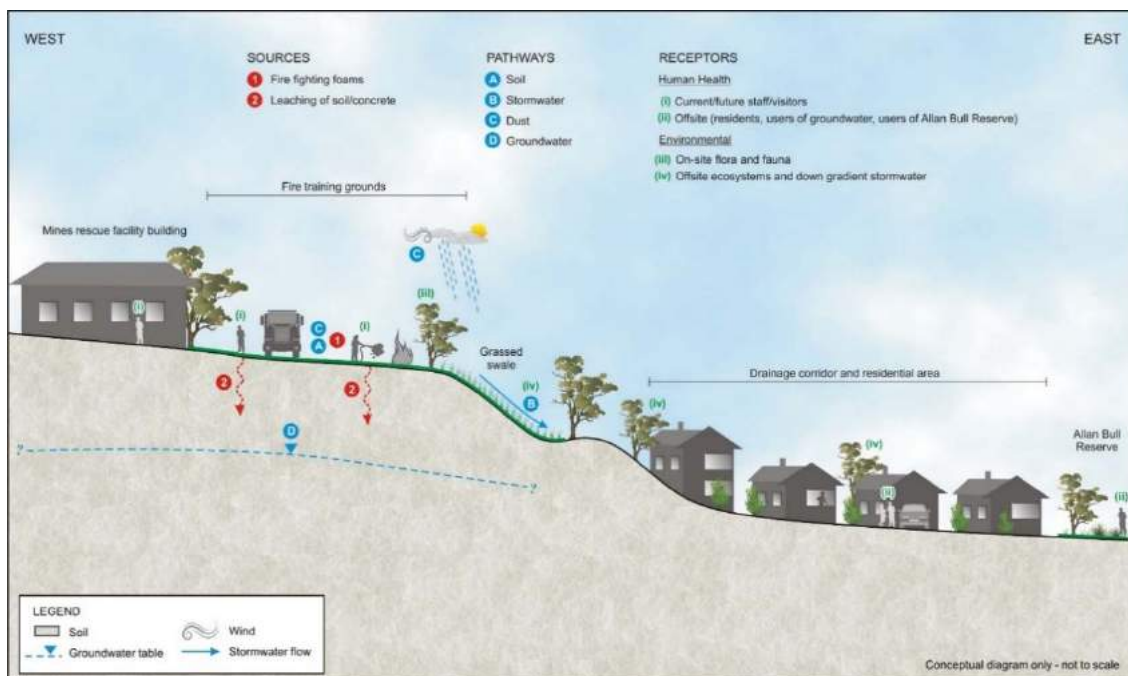 WEST
EAST
SOURCES
1 Fire fighting foams
2 Leaching of soil/concrete
PATHWAYS
A Soil
B Stormwater
C Dust
D Groundwater
RECEPTORS
Human Health
(i) Current/future staff/visitors
(ii) Offsite (residents, users of groundwater, users of Allan Bull Reserve)
Environmental
(iii) On-site flora and fauna
(iv) Offsite ecosystems and down gradient stormwater
Fire training grounds
Mines rescue facility building
C
(iii)
(i)
(i)
C
A
1
(i)
2
2
Grassed
swale
(iv)
B
Drainage corridor and residential area
(iv)
(iv)
(ii)
Allan Bull
Reserve
(ii)
D
?
?
LEGEND
Soil
Wind
Groundwater table
Stormwater flow
Conceptual diagram only - not to scale